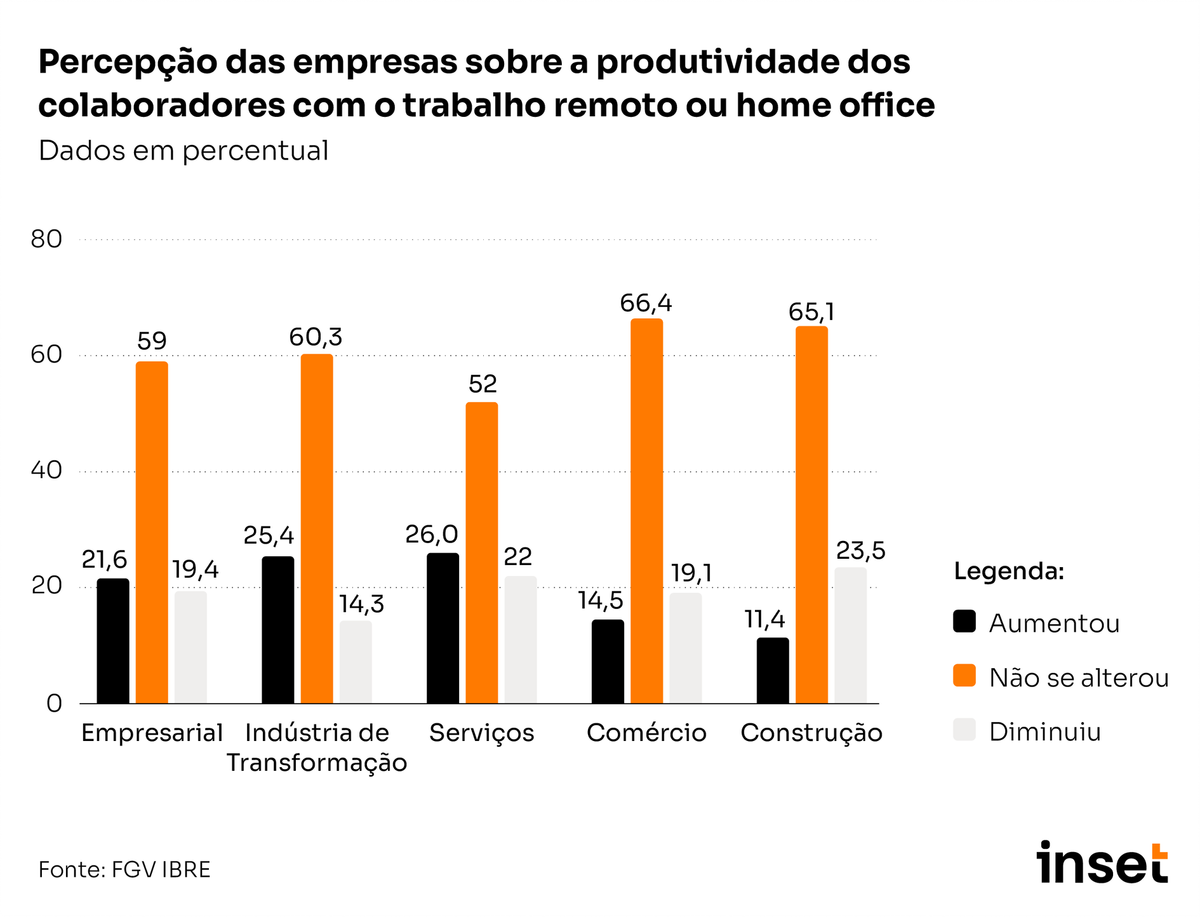 Percepção das empresas sobre a produtividade dos
colaboradores com o trabalho remoto ou home office
Dados em percentual
80
60
40
20
0
21,6
59
19,4
25,4
60,3
14,3
26,0
52
22
14,5
66,4
19,1
11,4
65,1
23,5
Empresarial
Indústria de
Transformação
Serviços
Comércio
Construção
Legenda:
Aumentou
Não se alterou
Diminuiu
Fonte: FGV IBRE
inset